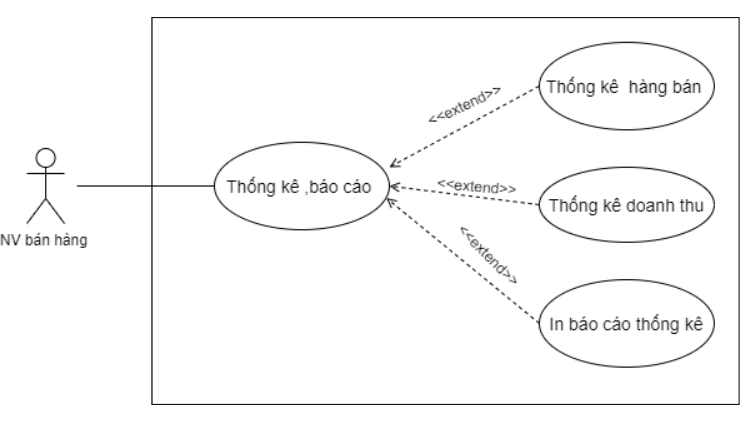 Thống kê hàng bán
<<extend>>
Thống kê ,báo cáo
<<extend>>
Thống kê doanh thu
NV bán hàng
<<extend>>
In báo cáo thống kê